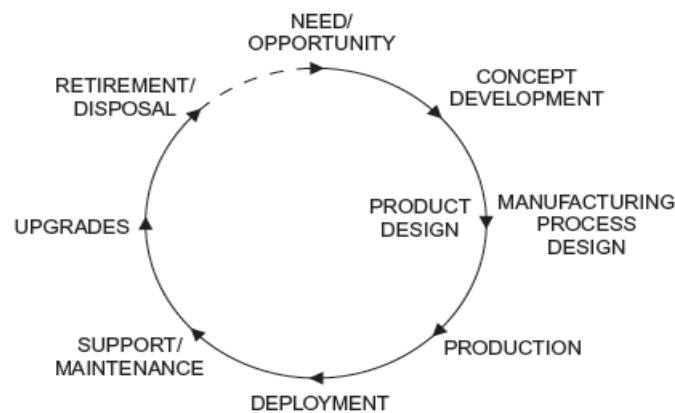 NEED/
OPPORTUNITY
CONCEPT
DEVELOPMENT
PRODUCT
DESIGN
MANUFACTURING
PROCESS
DESIGN
PRODUCTION
DEPLOYMENT
SUPPORT/
MAINTENANCE
UPGRADES
RETIREMENT/
DISPOSAL